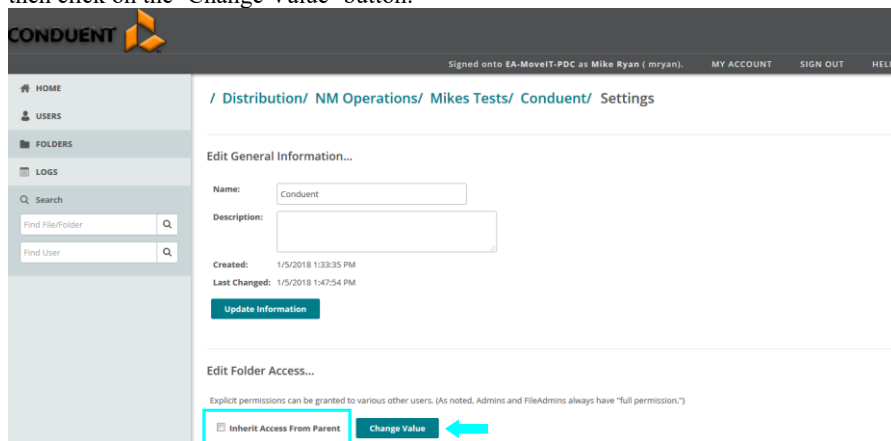 then click on the "Change Value" button.
CONDUENT
Signed onto EA-MoveIT-PDC as Mike Ryan ( mryan). MY ACCOUNT SIGN OUT HEL
HOME
/ Distribution/ NM Operations/ Mikes Tests/ Conduent/ Settings
USERS
FOLDERS
Edit General Information...
LOGS
Search
Name: Conduent
Find File/Folder
Description:
Find User
Created: 1/5/2018 1:33:35 PM
Last Changed: 1/5/2018 1:47:54 PM
Update Information
Edit Folder Access...
Explicit permissions can be granted to various other users. (As noted, Admins and FileAdmins always have "full permission.")
Inherit Access From Parent Change Value